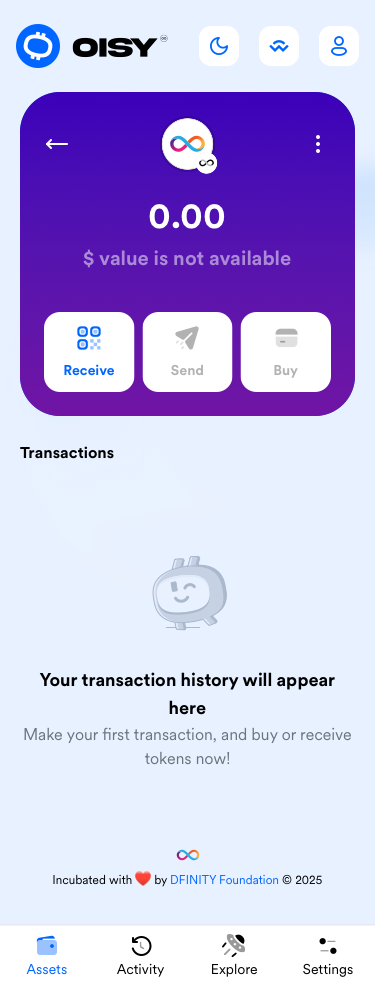 OISY
0.00
$ value is not available
Receive
Send
Buy
Transactions
Your transaction history will appear
here
Make your first transaction, and buy or receive
tokens now!
Incubated with ❤️ by DFINITY Foundation © 2025
Assets
Activity
Explore
Settings